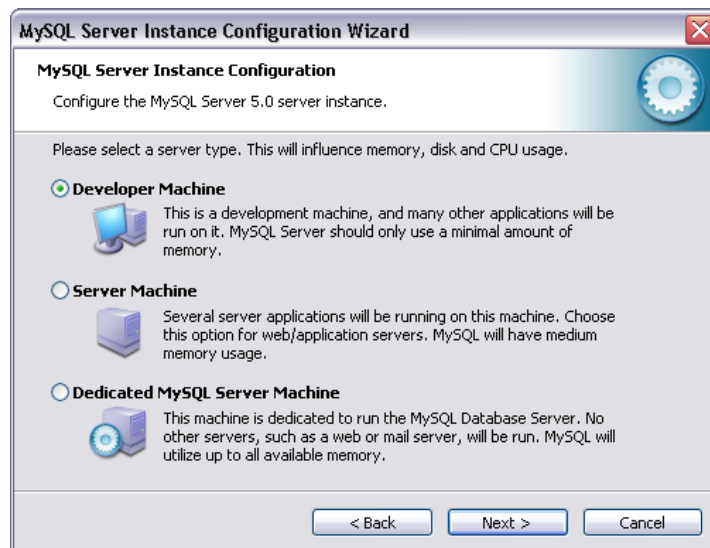 MySQL Server Instance Configuration Wizard
MySQL Server Instance Configuration
Configure the MySQL Server 5.0 server instance.
Please select a server type. This will influence memory, disk and CPU usage.
Developer Machine
This is a development machine, and many other applications will be
run on it. MySQL Server should only use a minimal amount of
memory.
Server Machine
Several server applications will be running on this machine. Choose
this option for web/application servers. MySQL will have medium
memory usage.
Dedicated MySQL Server Machine
This machine is dedicated to run the MySQL Database Server. No
other servers, such as a web or mail server, will be run. MySQL will
utilize up to all available memory.
< Back
Next >
Cancel